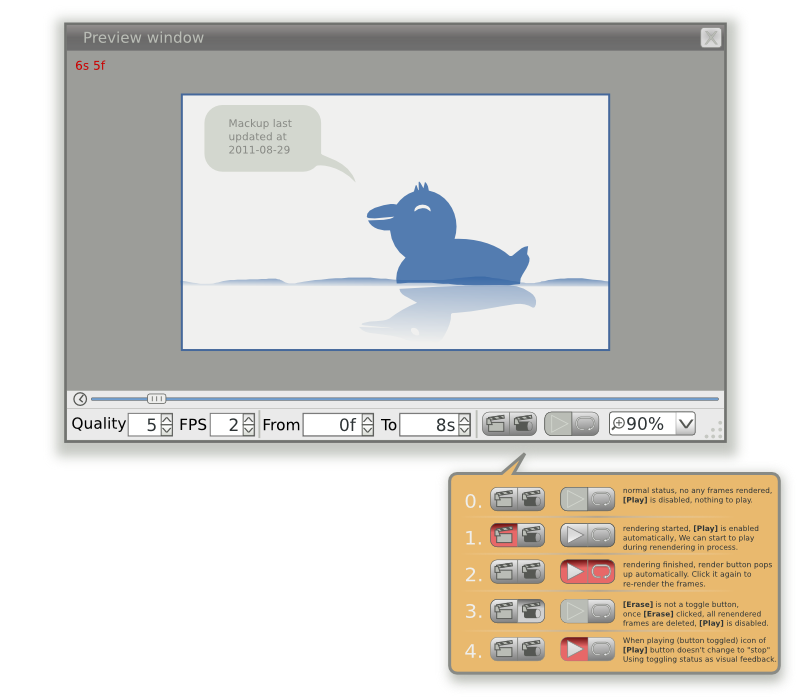 Preview window
6s 5f
Mackup last
updated at
2011-08-29
Quality 5 FPS 2 From 0f To 8s 90%
0. normal status, no any frames rendered,
[Play] is disabled, nothing to play.
1. rendering started, [Play] is enabled
automatically, We can start to play
during renendering in process.
2. rendering finished, render button pops
up automatically. Click it again to
re-render the frames.
3. [Erase] is not a toggle button,
once [Erase] clicked, all renendered
frames are deleted, [Play] is disabled.
4. When playing (button toggled) icon of
[Play] button doesn't change to "stop"
Using toggling status as visual feedback.